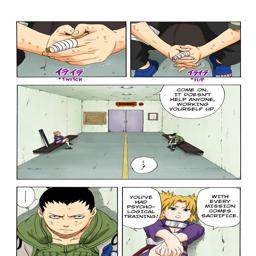 イライラ
*TWITCH
イライラ
*FLIP
COME ON,
IT DOESN'T
HELP ANYONE,
WORKING
YOURSELF UP.
YOU'VE
HAD
PSYCHO-
LOGICAL
TRAINING!
WITH
EVERY
MISSION
COMES
SACRIFICE.